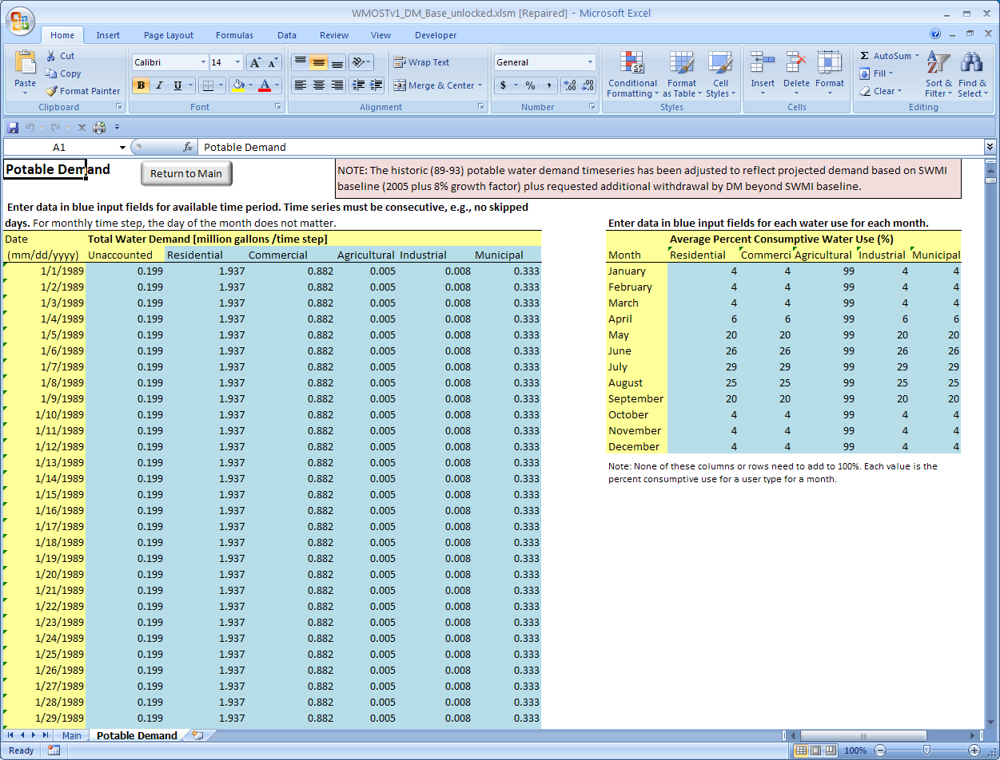 WMOSTv1_DM_Base_unlocked.xlsm [Repaired] - Microsoft Excel
Home Insert Page Layout Formulas Data Review View Developer
Paste Cut Copy Format Painter Clipboard
Calibri 14 A A B I U A Font
Wrap Text Merge & Center Alignment
General $ % , .00 .00 Number
Conditional Formatting Format as Table Cell Styles Styles
Insert Delete Format Cells
Σ AutoSum Fill Clear Sort & Filter Find & Select Editing
A1 fx Potable Demand
Potable Demand Return to Main
NOTE: The historic (89-93) potable water demand timeseries has been adjusted to reflect projected demand based on SWMI
baseline (2005 plus 8% growth factor) plus requested additional withdrawal by DM beyond SWMI baseline.
Enter data in blue input fields for available time period. Time series must be consecutive, e.g., no skipped
days. For monthly time step, the day of the month does not matter.
Date Total Water Demand [million gallons /time step]
(mm/dd/yyyy) Unaccounted Residential Commercial Agricultural Industrial Municipal
1/1/1989 0.199 1.937 0.882 0.005 0.008 0.333
1/2/1989 0.199 1.937 0.882 0.005 0.008 0.333
1/3/1989 0.199 1.937 0.882 0.005 0.008 0.333
1/4/1989 0.199 1.937 0.882 0.005 0.008 0.333
1/5/1989 0.199 1.937 0.882 0.005 0.008 0.333
1/6/1989 0.199 1.937 0.882 0.005 0.008 0.333
1/7/1989 0.199 1.937 0.882 0.005 0.008 0.333
1/8/1989 0.199 1.937 0.882 0.005 0.008 0.333
1/9/1989 0.199 1.937 0.882 0.005 0.008 0.333
1/10/1989 0.199 1.937 0.882 0.005 0.008 0.333
1/11/1989 0.199 1.937 0.882 0.005 0.008 0.333
1/12/1989 0.199 1.937 0.882 0.005 0.008 0.333
1/13/1989 0.199 1.937 0.882 0.005 0.008 0.333
1/14/1989 0.199 1.937 0.882 0.005 0.008 0.333
1/15/1989 0.199 1.937 0.882 0.005 0.008 0.333
1/16/1989 0.199 1.937 0.882 0.005 0.008 0.333
1/17/1989 0.199 1.937 0.882 0.005 0.008 0.333
1/18/1989 0.199 1.937 0.882 0.005 0.008 0.333
1/19/1989 0.199 1.937 0.882 0.005 0.008 0.333
1/20/1989 0.199 1.937 0.882 0.005 0.008 0.333
1/21/1989 0.199 1.937 0.882 0.005 0.008 0.333
1/22/1989 0.199 1.937 0.882 0.005 0.008 0.333
1/23/1989 0.199 1.937 0.882 0.005 0.008 0.333
1/24/1989 0.199 1.937 0.882 0.005 0.008 0.333
1/25/1989 0.199 1.937 0.882 0.005 0.008 0.333
1/26/1989 0.199 1.937 0.882 0.005 0.008 0.333
1/27/1989 0.199 1.937 0.882 0.005 0.008 0.333
1/28/1989 0.199 1.937 0.882 0.005 0.008 0.333
1/29/1989 0.199 1.937 0.882 0.005 0.008 0.333
Enter data in blue input fields for each water use for each month.
Average Percent Consumptive Water Use (%)
Month Residential Commerci Agricultural Industrial Municipal
January 4 4 99 4 4
February 4 4 99 4 4
March 4 4 99 4 4
April 6 6 99 6 6
May 20 20 99 20 20
June 26 26 99 26 26
July 29 29 99 29 29
August 25 25 99 25 25
September 20 20 99 20 20
October 4 4 99 4 4
November 4 4 99 4 4
December 4 4 99 4 4
Note: None of these columns or rows need to add to 100%. Each value is the
percent consumptive use for a user type for a month.
Main Potable Demand
Ready 100%